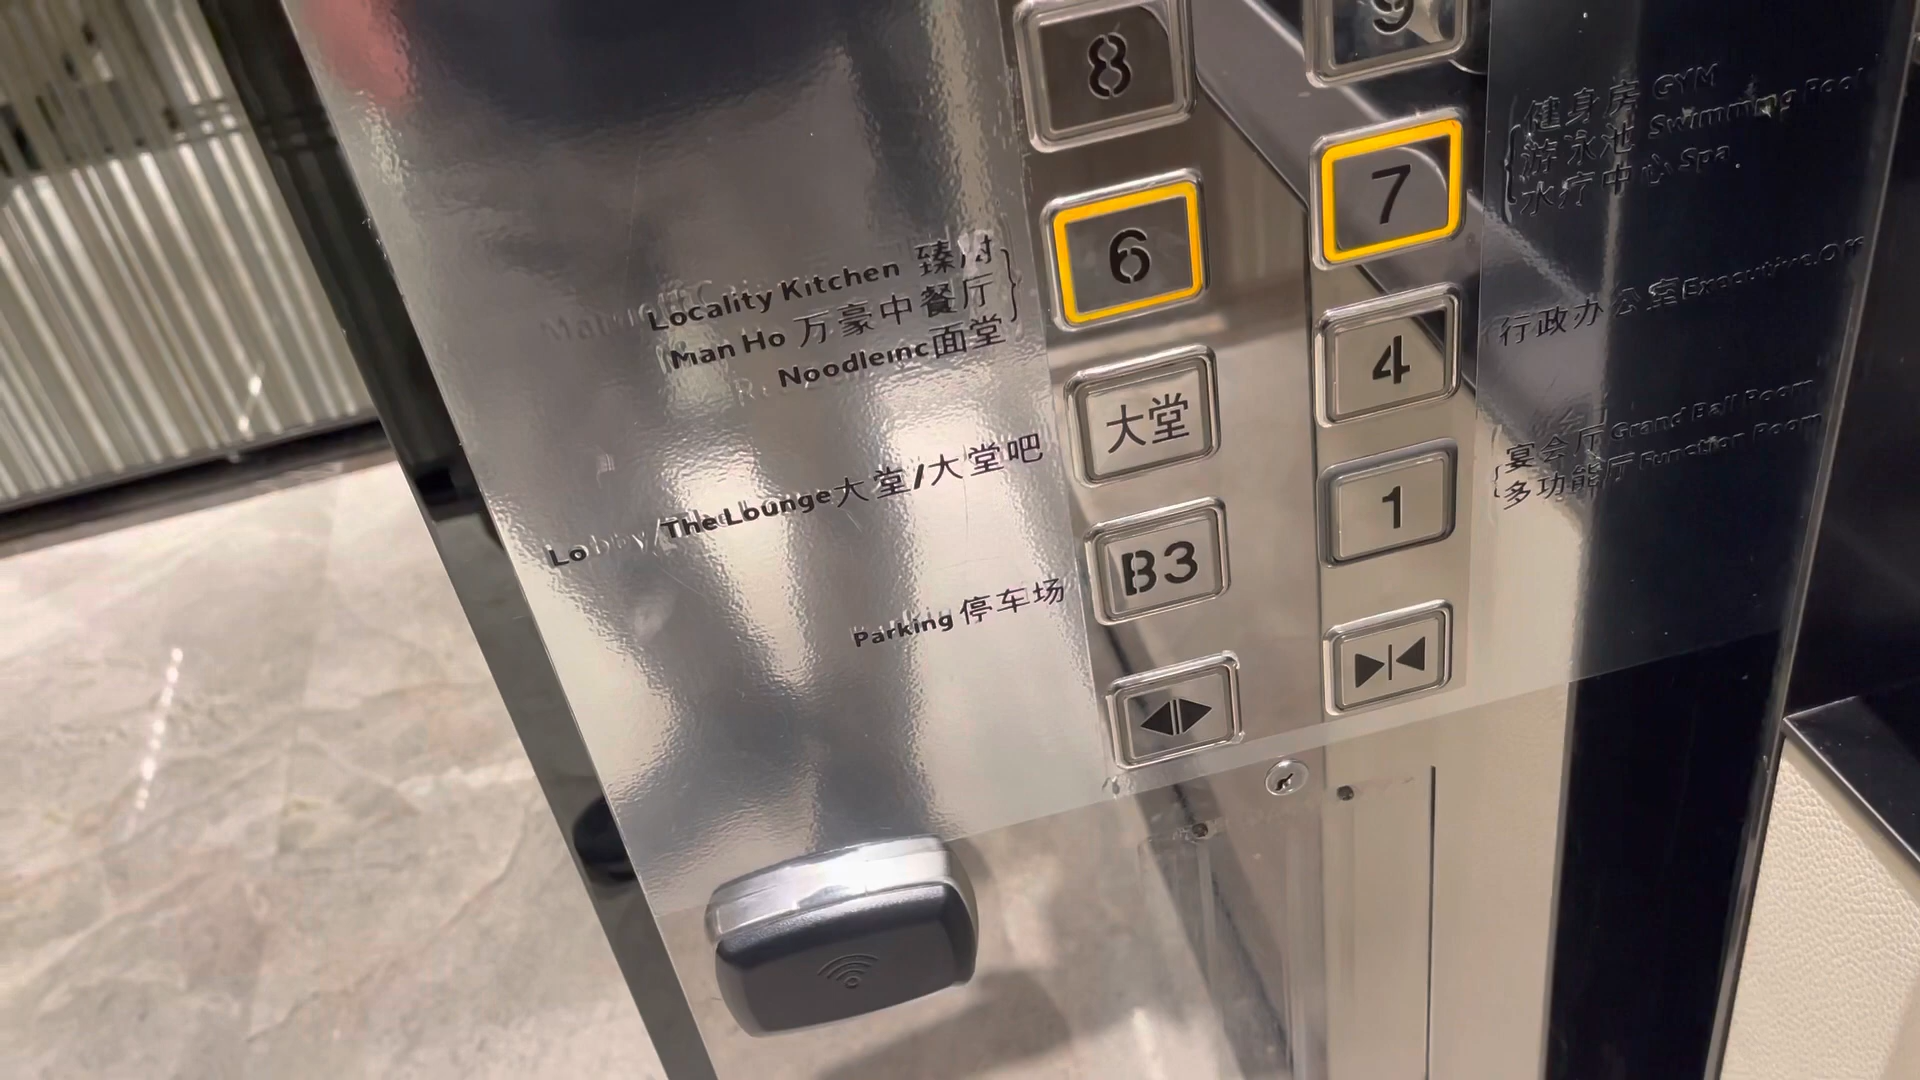 8
9
健身房 GYM
游泳池 Swimming Pool
水疗中心 Spa
6
7
Locality Kitchen 臻府
Man Ho 万豪中餐厅
面堂
4
行政办公室 Executive
大堂
The Lounge 大堂/大堂吧
1
宴会厅 Grand Ball Room
多功能厅 Function Room
B3
Parking 停车场